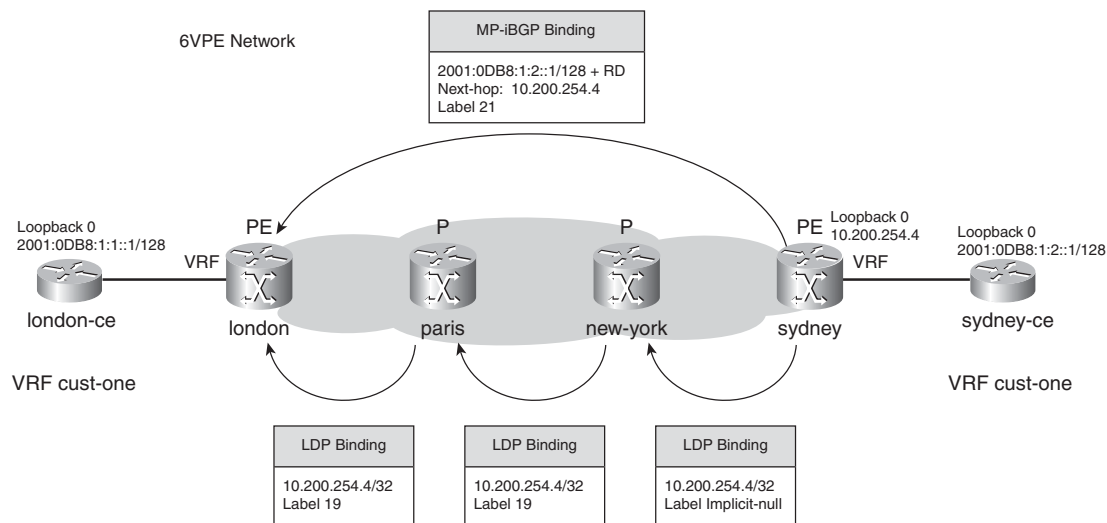 6VPE Network
MP-iBGP Binding
2001:0DB8:1:2::1/128 + RD
Next-hop: 10.200.254.4
Label 21
Loopback 0
2001:0DB8:1:1::1/128
PE
P
P
PE
Loopback 0
10.200.254.4
Loopback 0
2001:0DB8:1:2::1/128
VRF
VRF
london-ce
london
paris
new-york
sydney
sydney-ce
VRF cust-one
VRF cust-one
LDP Binding
10.200.254.4/32
Label 19
LDP Binding
10.200.254.4/32
Label 19
LDP Binding
10.200.254.4/32
Label Implicit-null